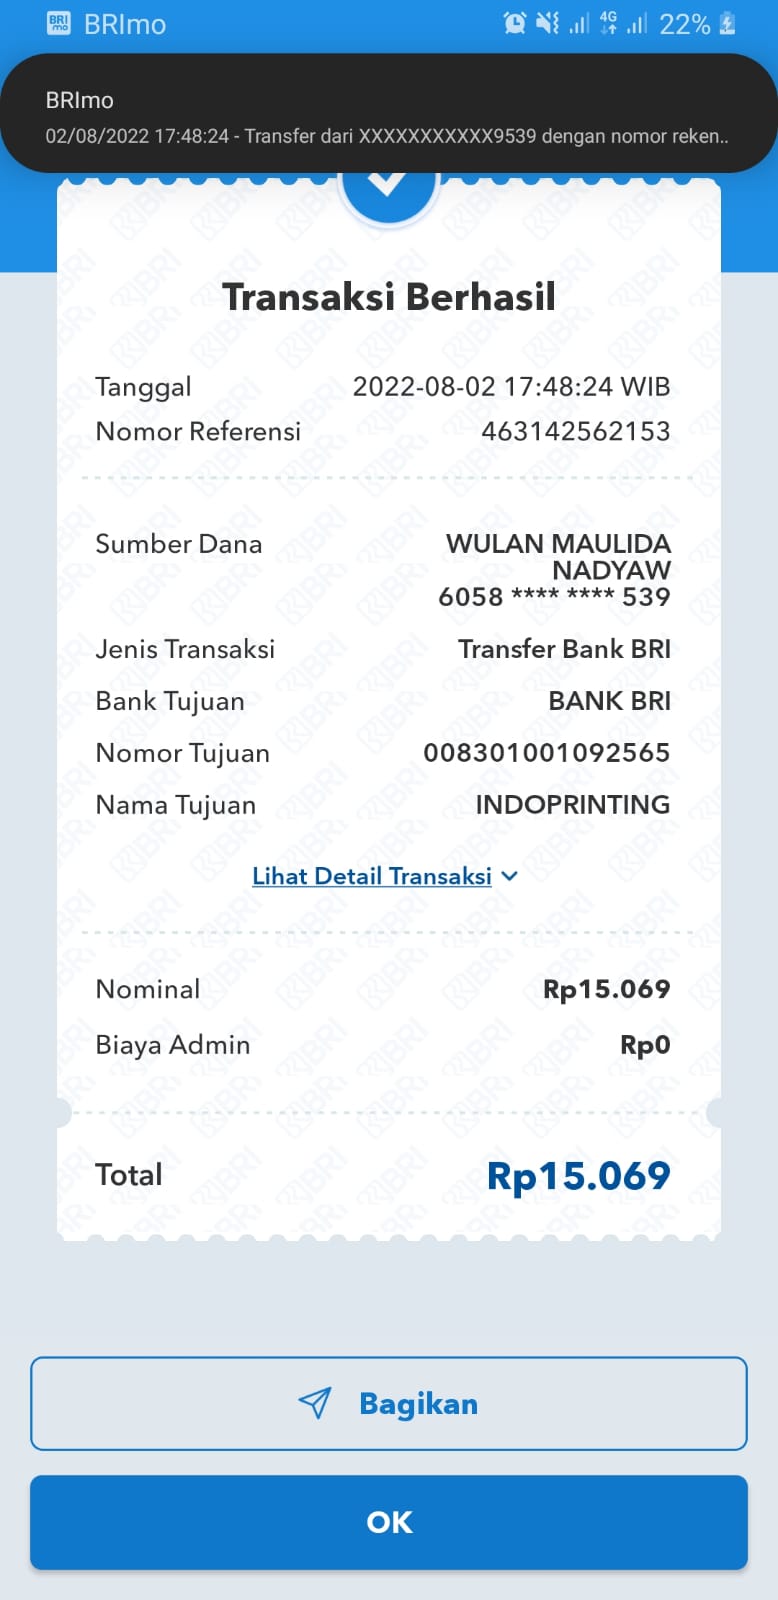 BRImo
4G
22%
BRImo
02/08/2022 17:48:24 - Transfer dari XXXXXXXXXXX9539 dengan nomor reken..
Transaksi Berhasil
Tanggal 2022-08-02 17:48:24 WIB
Nomor Referensi 463142562153
Sumber Dana WULAN MAULIDA
NADYAW
6058 **** **** 539
Jenis Transaksi Transfer Bank BRI
Bank Tujuan BANK BRI
Nomor Tujuan 008301001092565
Nama Tujuan INDOPRINTING
Lihat Detail Transaksi
Nominal Rp15.069
Biaya Admin Rp0
Total Rp15.069
Bagikan
OK